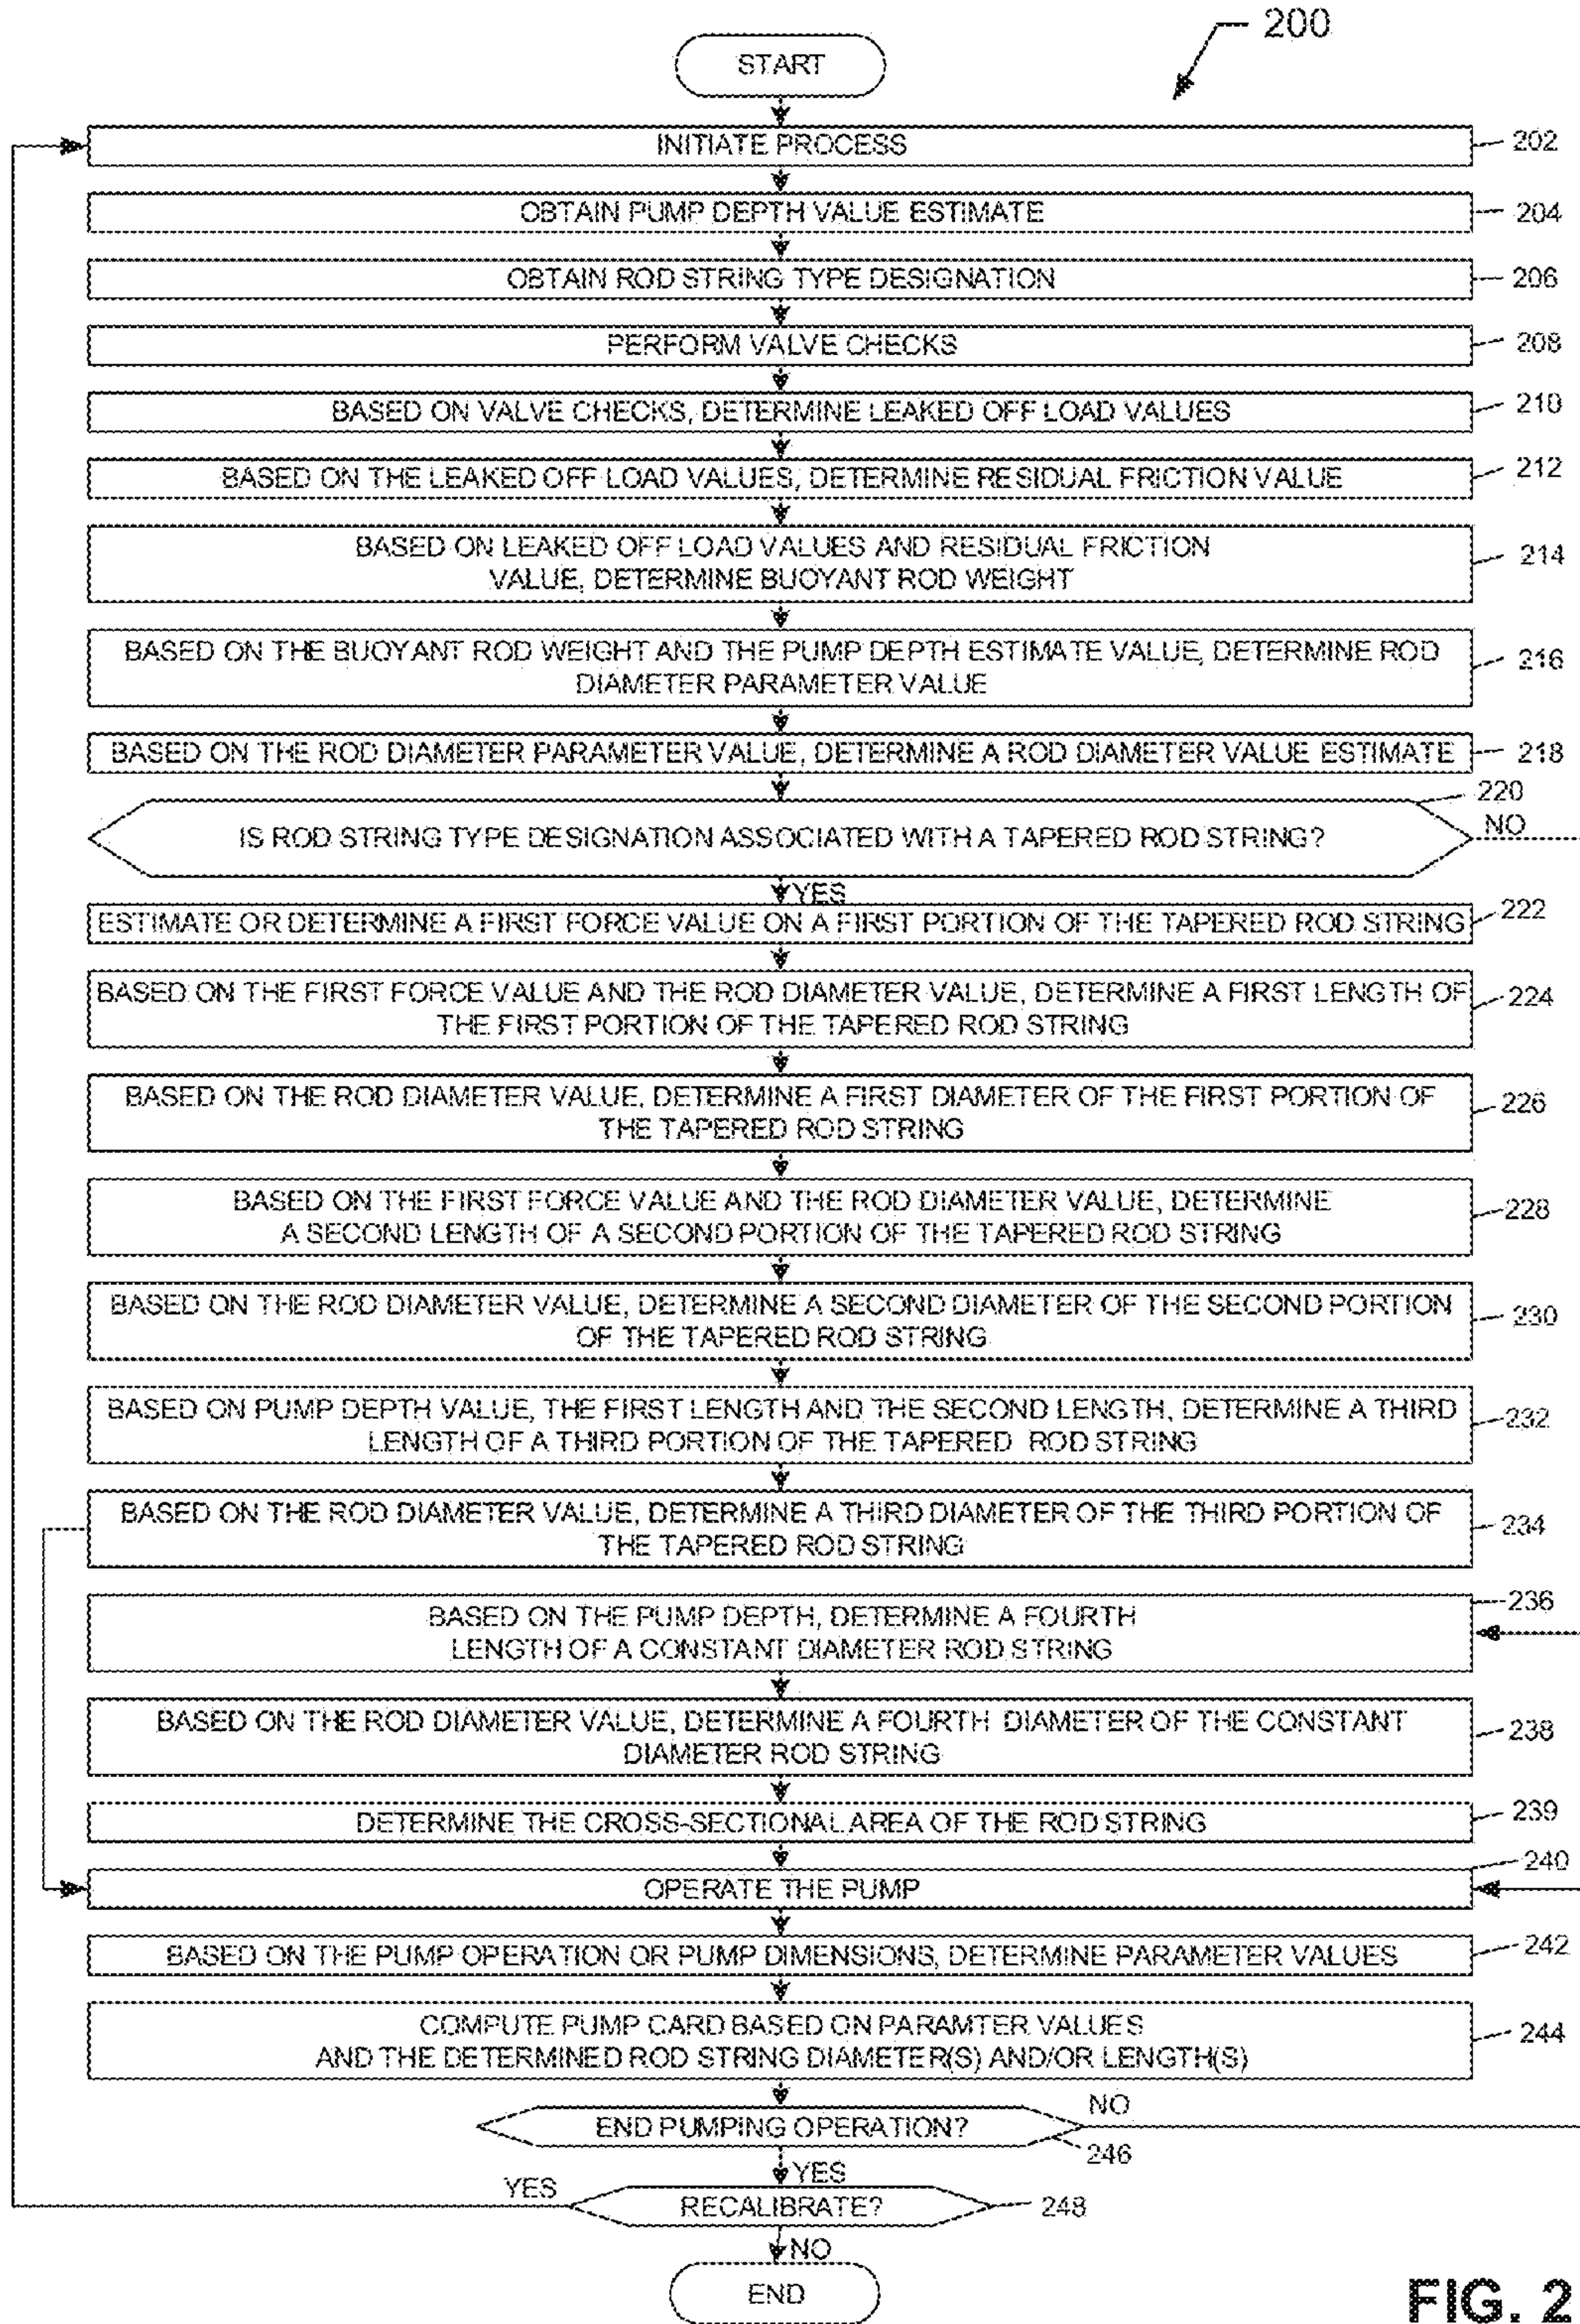 200
START
INITIATE PROCESS
202
OBTAIN PUMP DEPTH VALUE ESTIMATE
204
OBTAIN ROD STRING TYPE DESIGNATION
206
PERFORM VALVE CHECKS
208
BASED ON VALVE CHECKS, DETERMINE LEAKED OFF LOAD VALUES
210
BASED ON THE LEAKED OFF LOAD VALUES, DETERMINE RESIDUAL FRICTION VALUE
212
BASED ON LEAKED OFF LOAD VALUES AND RESIDUAL FRICTION
VALUE, DETERMINE BUOYANT ROD WEIGHT
214
BASED ON THE BUOYANT ROD WEIGHT AND THE PUMP DEPTH ESTIMATE VALUE, DETERMINE ROD
DIAMETER PARAMETER VALUE
216
BASED ON THE ROD DIAMETER PARAMETER VALUE, DETERMINE A ROD DIAMETER VALUE ESTIMATE
218
220
IS ROD STRING TYPE DESIGNATION ASSOCIATED WITH A TAPERED ROD STRING?
NO
YES
ESTIMATE OR DETERMINE A FIRST FORCE VALUE ON A FIRST PORTION OF THE TAPERED ROD STRING
222
BASED ON THE FIRST FORCE VALUE AND THE ROD DIAMETER VALUE, DETERMINE A FIRST LENGTH OF
THE FIRST PORTION OF THE TAPERED ROD STRING
224
BASED ON THE ROD DIAMETER VALUE, DETERMINE A FIRST DIAMETER OF THE FIRST PORTION OF
THE TAPERED ROD STRING
226
BASED ON THE FIRST FORCE VALUE AND THE ROD DIAMETER VALUE, DETERMINE
A SECOND LENGTH OF A SECOND PORTION OF THE TAPERED ROD STRING
228
BASED ON THE ROD DIAMETER VALUE, DETERMINE A SECOND DIAMETER OF THE SECOND PORTION
OF THE TAPERED ROD STRING
230
BASED ON PUMP DEPTH VALUE, THE FIRST LENGTH AND THE SECOND LENGTH, DETERMINE A THIRD
LENGTH OF A THIRD PORTION OF THE TAPERED ROD STRING
232
BASED ON THE ROD DIAMETER VALUE, DETERMINE A THIRD DIAMETER OF THE THIRD PORTION OF
THE TAPERED ROD STRING
234
BASED ON THE PUMP DEPTH, DETERMINE A FOURTH
LENGTH OF A CONSTANT DIAMETER ROD STRING
236
BASED ON THE ROD DIAMETER VALUE, DETERMINE A FOURTH DIAMETER OF THE CONSTANT
DIAMETER ROD STRING
238
DETERMINE THE CROSS-SECTIONAL AREA OF THE ROD STRING
239
OPERATE THE PUMP
240
BASED ON THE PUMP OPERATION OR PUMP DIMENSIONS, DETERMINE PARAMETER VALUES
242
COMPUTE PUMP CARD BASED ON PARAMTER VALUES
AND THE DETERMINED ROD STRING DIAMETER(S) AND/OR LENGTH(S)
244
END PUMPING OPERATION?
NO
246
YES
YES
RECALIBRATE?
248
NO
END
FIG. 2